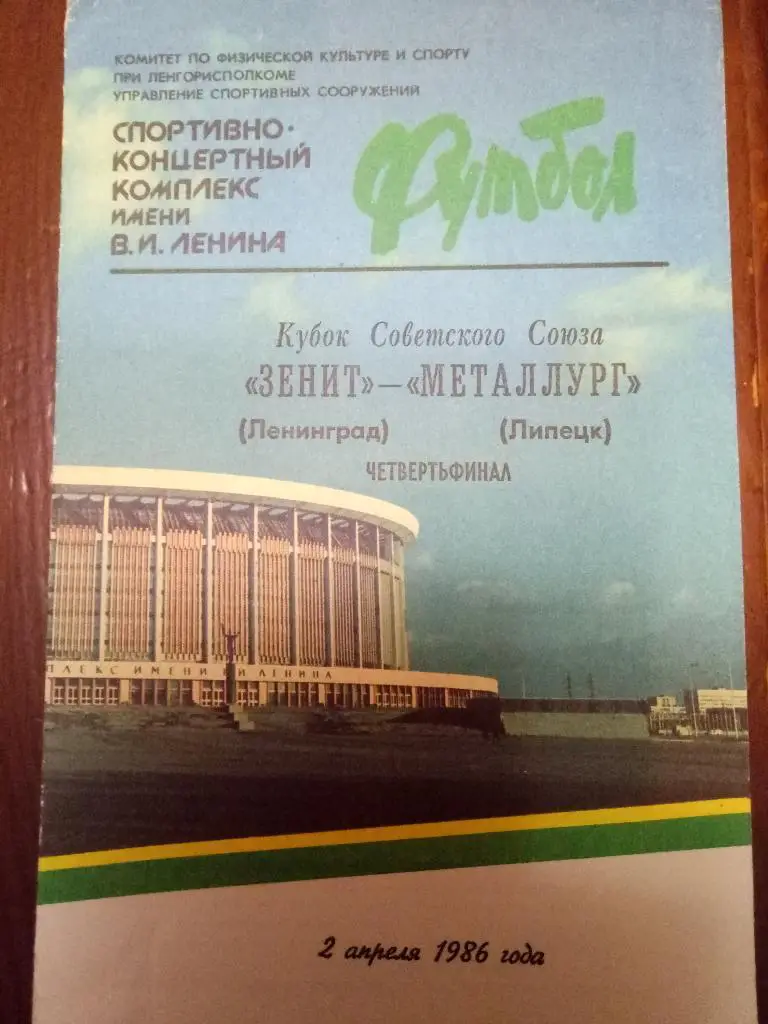 КОМИТЕТ ПО ФИЗИЧЕСКОЙ КУЛЬТУРЕ И СПОРТУ
ПРИ ЛЕНГОРИСПОЛКОМЕ
УПРАВЛЕНИЕ СПОРТИВНЫХ СООРУЖЕНИЙ
СПОРТИВНО-
КОНЦЕРТНЫЙ
КОМПЛЕКС
ИМЕНИ
В.И. ЛЕНИНА
Футбол
Кубок Советского Союза
«ЗЕНИТ»—«МЕТАЛЛУРГ»
(Ленинград) (Липецк)
ЧЕТВЕРТЬФИНАЛ
ПЛЕКС ИМЕНИ И ЛЕНИНА
2 апреля 1986 года